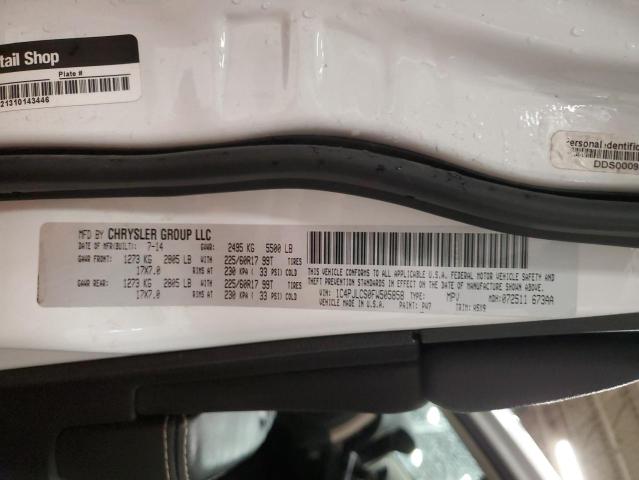 tail Shop
Plate #
21310143446
Personal Identific
DDS0009
MFD BY CHRYSLER GROUP LLC
DATE OF MFR(BUILT): 7-14 GVWR: 2495 KG 5500 LB
GAWR FRONT: 1273 KG 2805 LB 225/60R17 99T TIRES
17X7.0 RIMS AT 230 KPA ( 33 PSI) COLD
GAWR REAR: 1273 KG 2805 LB 225/60R17 99T TIRES
17X7.0 RIMS AT 230 KPA ( 33 PSI) COLD
THIS VEHICLE CONFORMS TO ALL APPLICABLE U.S.A. FEDERAL MOTOR VEHICLE SAFETY AND
THEFT PREVENTION STANDARDS IN EFFECT ON THE DATE OF MANUFACTURE SHOWN ABOVE.
VIN: 1C4PJLCS0FW505858 TYPE: MPV MDH: 072511 673AA
VEHICLE MADE IN U.S.A. PAINT: PW7 TRIM: A5X9